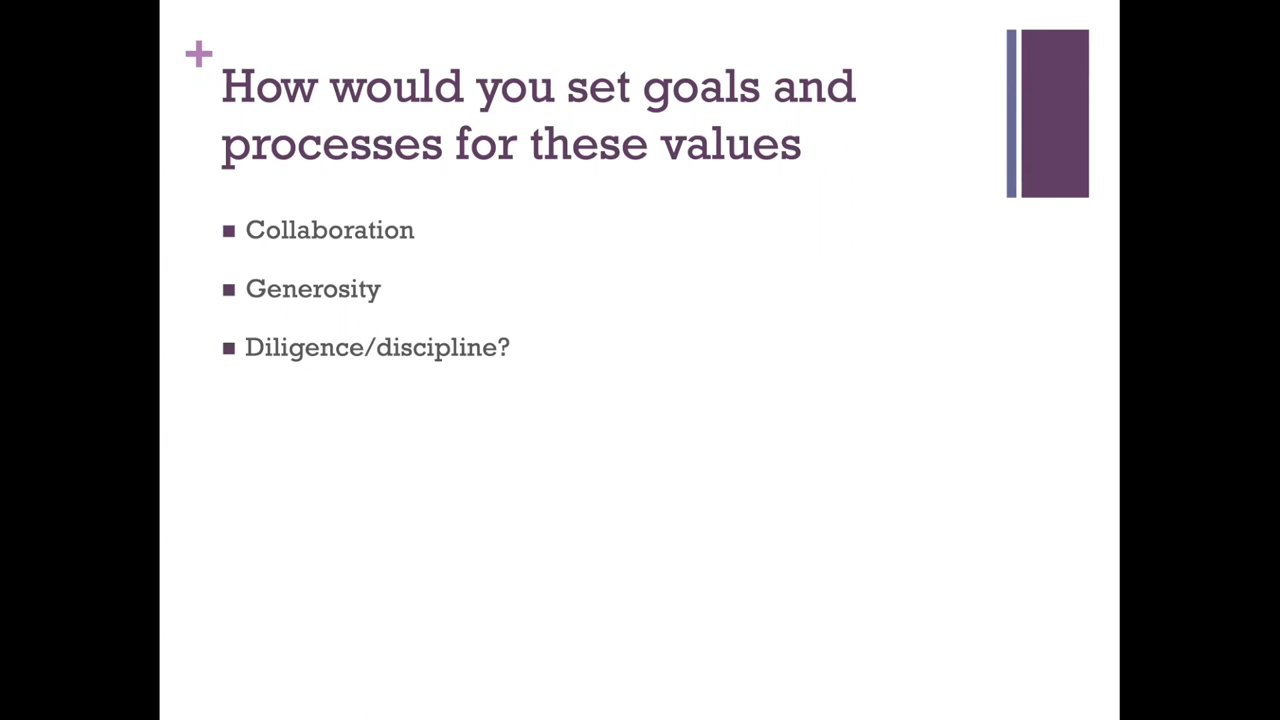 +
How would you set goals and
processes for these values
■ Collaboration
■ Generosity
■ Diligence/discipline?